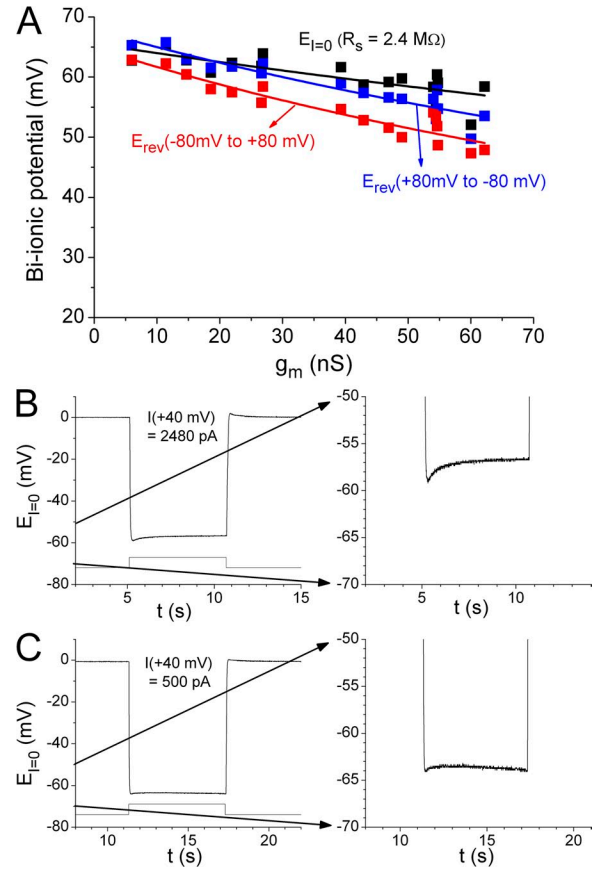 A
E_I=0 (R_s = 2.4 MΩ)
70
60
50
40
30
20
Bi-ionic potential (mV)
E_rev(-80mV to +80 mV)
E_rev(+80mV to -80 mV)
0 10 20 30 40 50 60 70
g_m (nS)
B
I(+40 mV)
= 2480 pA
0
-20
-40
-60
-80
E_I=0 (mV)
5 10 15
t (s)
-50
-55
-60
-65
-70
5 10
t (s)
C
I(+40 mV)
= 500 pA
0
-20
-40
-60
-80
E_I=0 (mV)
10 15 20
t (s)
-50
-55
-60
-65
-70
10 15 20
t (s)